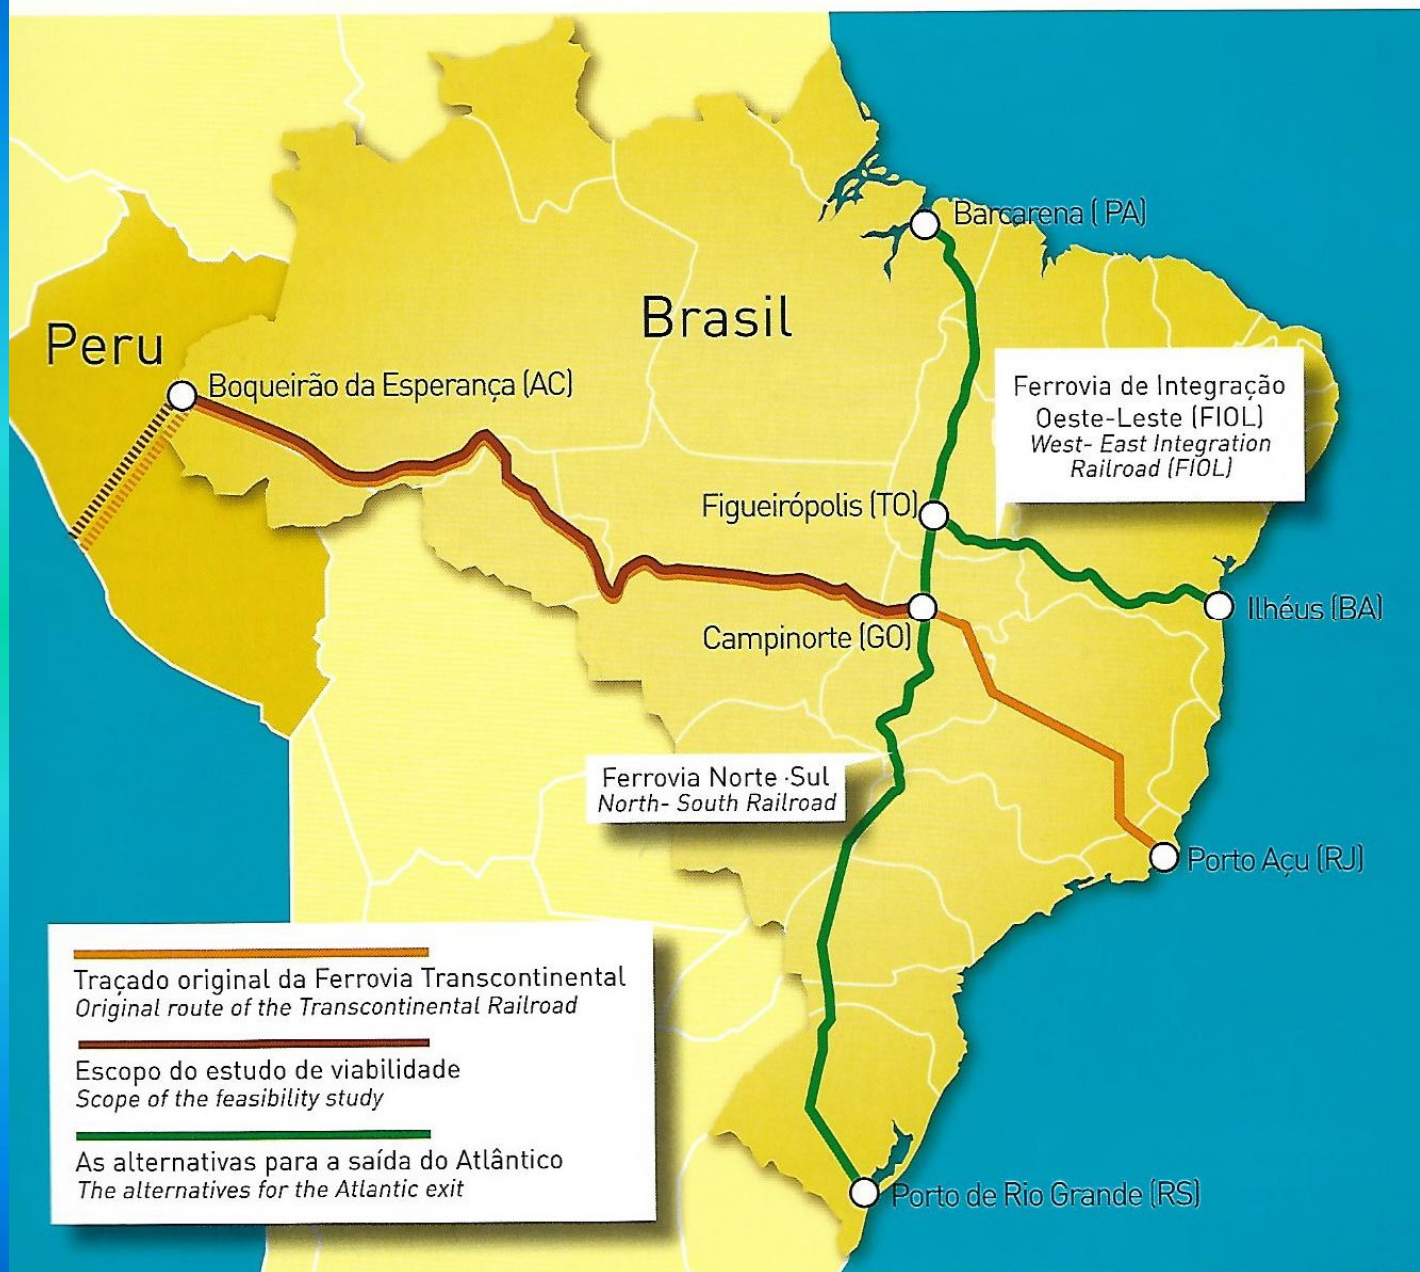 Barcarena ( PA)
Brasil
Peru
Boqueirão da Esperança (AC)
Ferrovia de Integração
Oeste-Leste (FIOL)
West- East Integration
Railroad (FIOL)
Figueirópolis (TO)
Ilhéus (BA)
Campinorte (GO)
Ferrovia Norte -Sul
North- South Railroad
Porto Açu (RJ)
Traçado original da Ferrovia Transcontinental
Original route of the Transcontinental Railroad
Escopo do estudo de viabilidade
Scope of the feasibility study
As alternativas para a saída do Atlântico
The alternatives for the Atlantic exit
Porto de Rio Grande (RS)